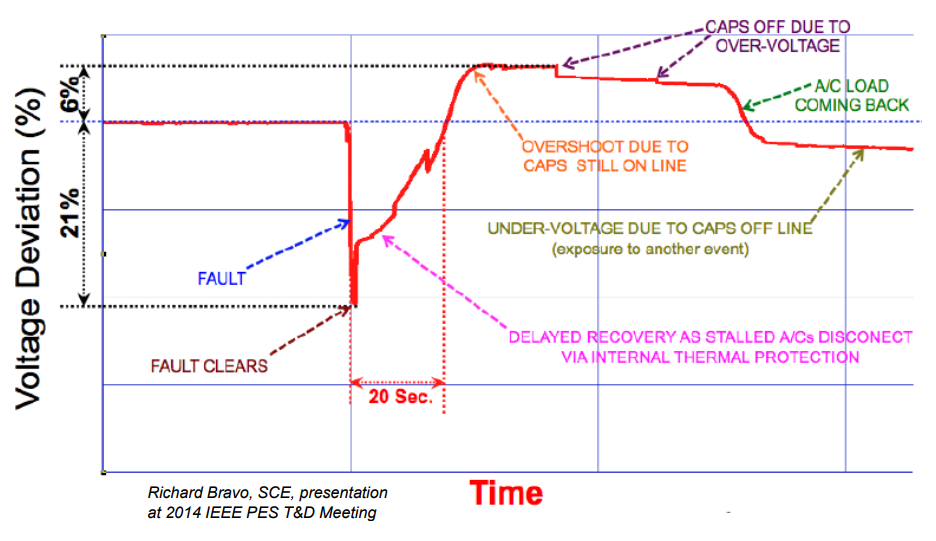 CAPS OFF DUE TO
OVER-VOLTAGE
6%
A/C LOAD
COMING BACK
OVERSHOOT DUE TO
CAPS STILL ON LINE
21%
Voltage Deviation (%)
UNDER-VOLTAGE DUE TO CAPS OFF LINE
(exposure to another event)
FAULT
DELAYED RECOVERY AS STALLED A/Cs DISCONECT
VIA INTERNAL THERMAL PROTECTION
FAULT CLEARS
20 Sec.
Time
Richard Bravo, SCE, presentation
at 2014 IEEE PES T&D Meeting